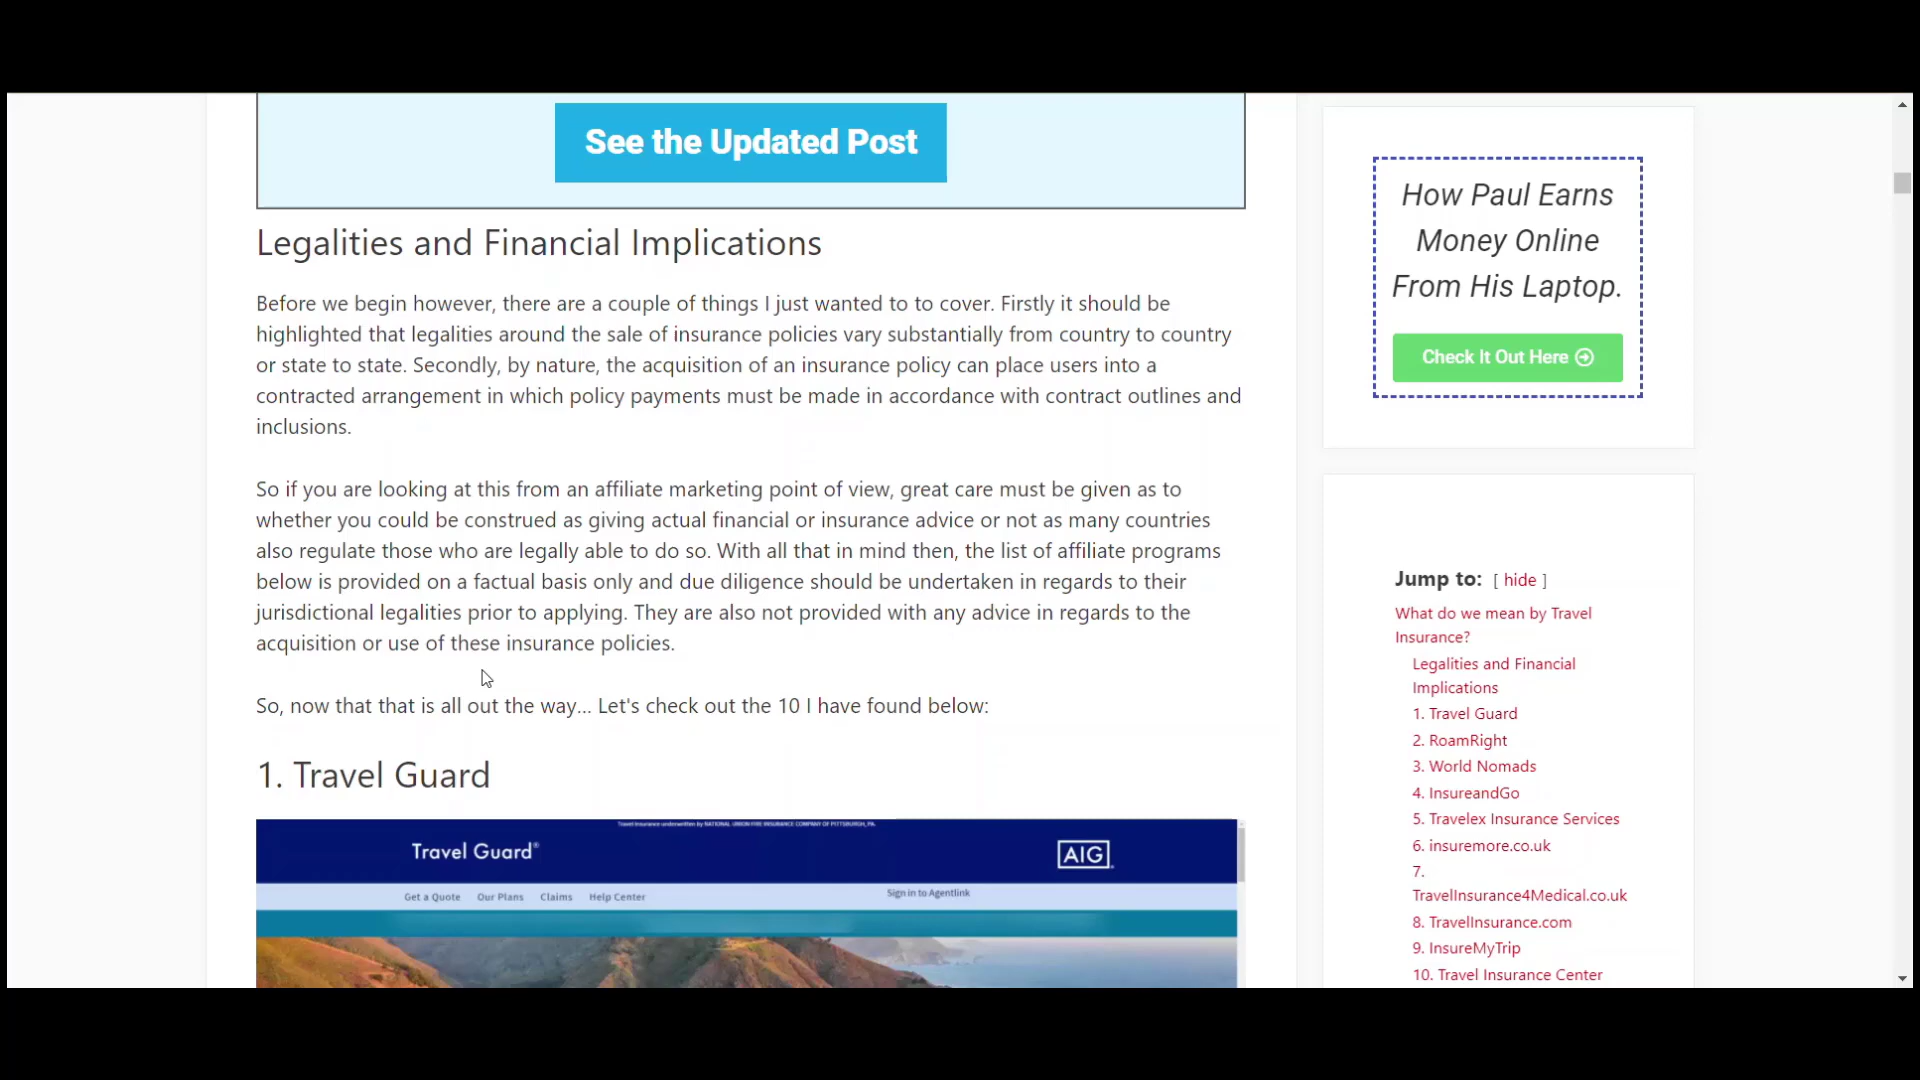 See the Updated Post
Legalities and Financial Implications
Before we begin however, there are a couple of things I just wanted to to cover. Firstly it should be
highlighted that legalities around the sale of insurance policies vary substantially from country to country
or state to state. Secondly, by nature, the acquisition of an insurance policy can place users into a
contracted arrangement in which policy payments must be made in accordance with contract outlines and
inclusions.
So if you are looking at this from an affiliate marketing point of view, great care must be given as to
whether you could be construed as giving actual financial or insurance advice or not as many countries
also regulate those who are legally able to do so. With all that in mind then, the list of affiliate programs
below is provided on a factual basis only and due diligence should be undertaken in regards to their
jurisdictional legalities prior to applying. They are also not provided with any advice in regards to the
acquisition or use of these insurance policies.
So, now that that is all out the way... Let's check out the 10 I have found below:
1. Travel Guard
Travel insurance underwritten by NATIONAL UNION FIRE INSURANCE COMPANY OF PITTSBURGH, PA.
Travel Guard®
AIG
Get a Quote Our Plans Claims Help Center
Sign in to Agentlink
How Paul Earns
Money Online
From His Laptop.
Check It Out Here
Jump to: [ hide ]
What do we mean by Travel
Insurance?
Legalities and Financial
Implications
1. Travel Guard
2. RoamRight
3. World Nomads
4. InsureandGo
5. Travelex Insurance Services
6. insuremore.co.uk
7.
TravelInsurance4Medical.co.uk
8. TravelInsurance.com
9. InsureMyTrip
10. Travel Insurance Center